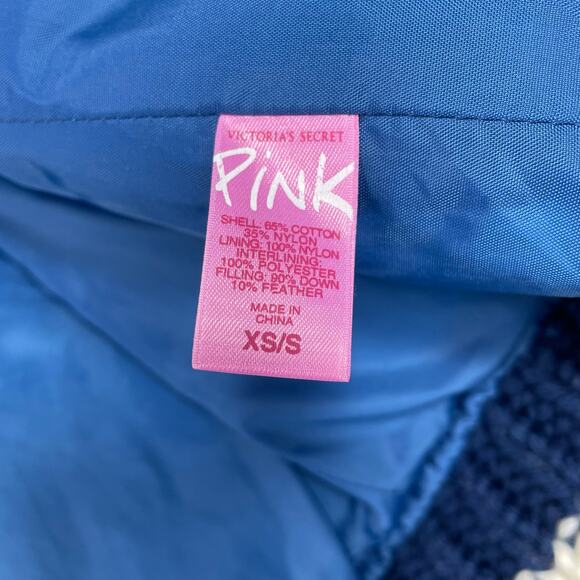 VICTORIA'S SECRET
PINK
SHELL: 65% COTTON
35% NYLON
LINING: 100% NYLON
INTERLINING:
100% POLYESTER
FILLING: 90% DOWN
10% FEATHER
MADE IN
CHINA
XS/S